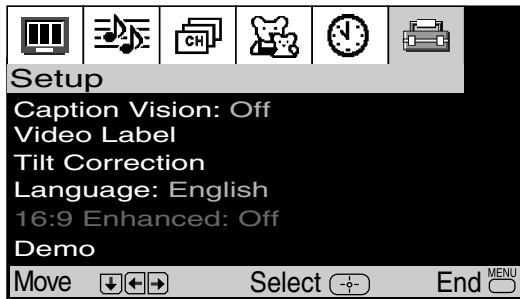 CH
Setup
Caption Vision: Off
Video Label
Tilt Correction
Language: English
16:9 Enhanced: Off
Demo
Move Select End MENU